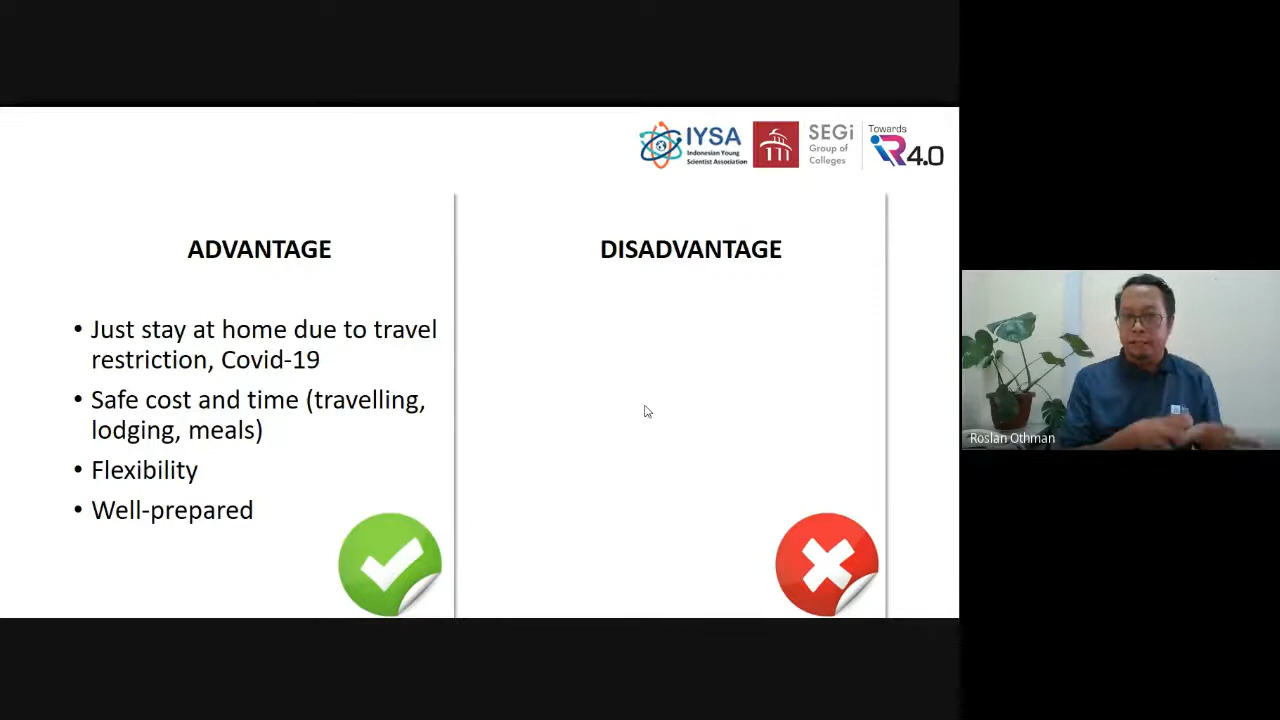 IYSA
Indonesian Young
Scientist Association
SEGi
Group of
Colleges
Towards
iR4.0
ADVANTAGE
• Just stay at home due to travel
restriction, Covid-19
• Safe cost and time (travelling,
lodging, meals)
• Flexibility
• Well-prepared
DISADVANTAGE
Roslan Othman